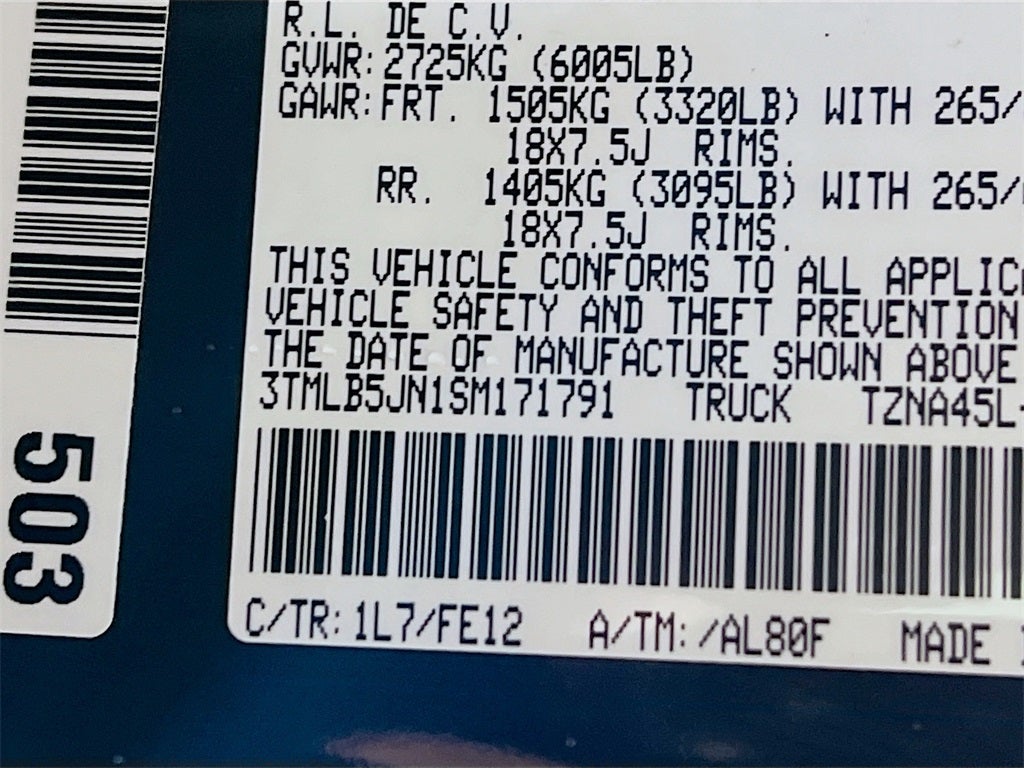 R.L. DE C.V.
GVWR: 2725KG (6005LB)
GAWR: FRT. 1505KG (3320LB) WITH 265/
18X7.5J RIMS.
RR. 1405KG (3095LB) WITH 265/
18X7.5J RIMS.
THIS VEHICLE CONFORMS TO ALL APPLIC
VEHICLE SAFETY AND THEFT PREVENTION
THE DATE OF MANUFACTURE SHOWN ABOVE
3TMLB5JN1SM171791 TRUCK TZNA45L-
C/TR: 1L7/FE12 A/TM: /AL80F MADE
503